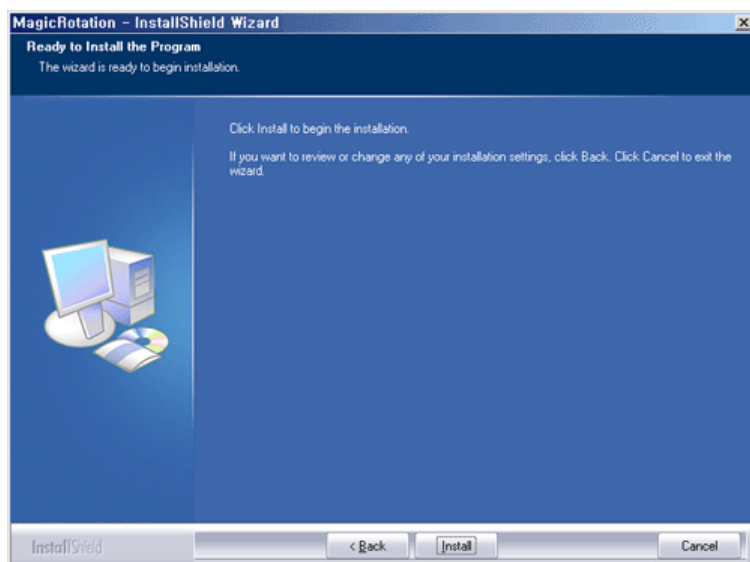 MagicRotation – InstallShield Wizard
Ready to Install the Program
The wizard is ready to begin installation.
Click Install to begin the installation.
If you want to review or change any of your installation settings, click Back. Click Cancel to exit the
wizard.
InstallShield
< Back
Install
Cancel